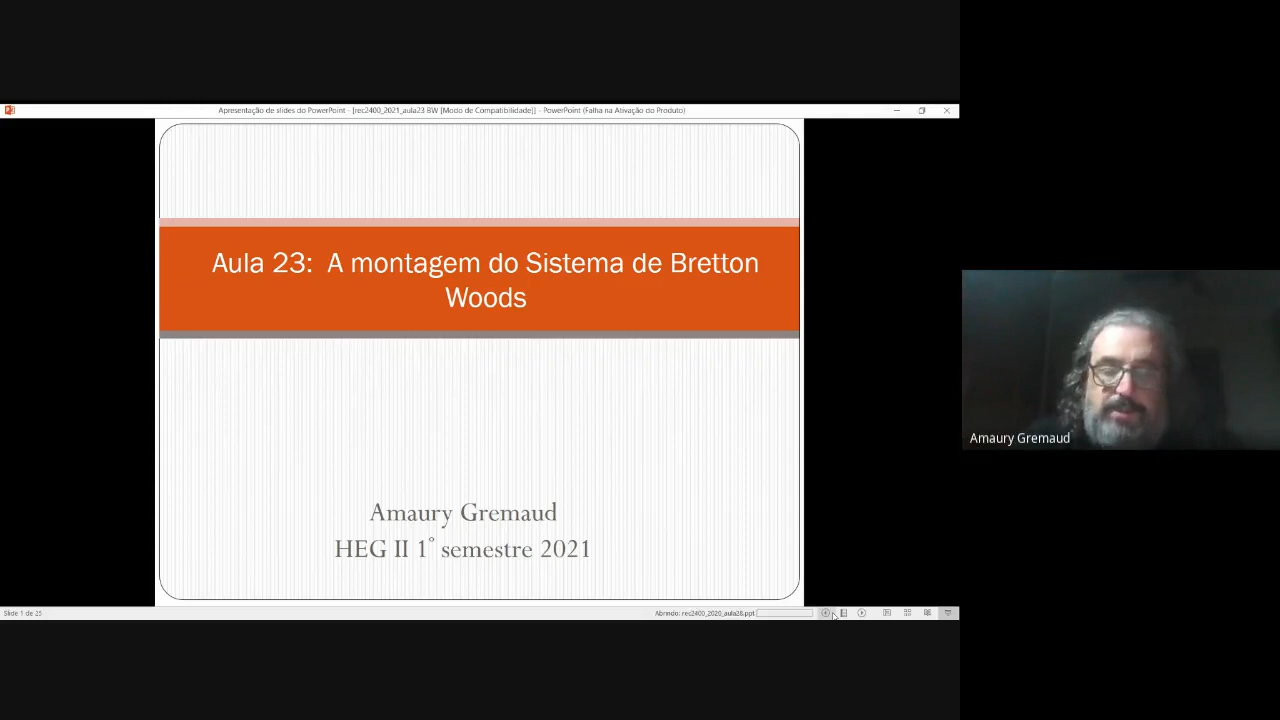 Apresentação de slides do PowerPoint - [rec2400_2021_aula23 BW [Modo de Compatibilidade]] - PowerPoint (Falha na Ativação do Produto)
Aula 23:  A montagem do Sistema de Bretton
Woods
Amaury Gremaud
HEG II 1° semestre 2021
Amaury Gremaud
Slide 1 de 25
Abrindo: rec2400_2020_aula28.ppt